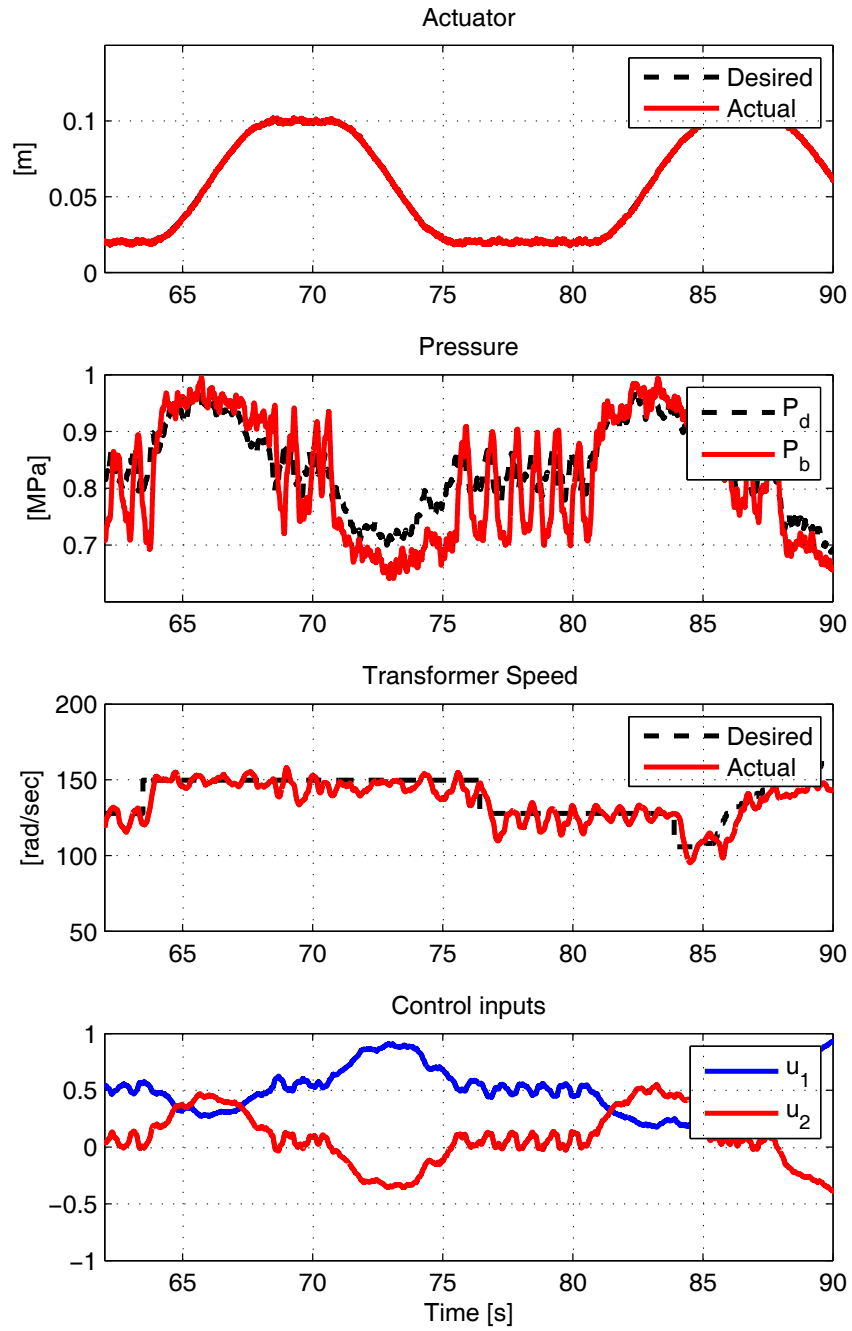 Actuator
Desired
Actual
[m]
0.1
0.05
0
65 70 75 80 85 90
Pressure
P_d
P_b
[MPa]
1
0.9
0.8
0.7
65 70 75 80 85 90
Transformer Speed
Desired
Actual
[rad/sec]
200
150
100
50
65 70 75 80 85 90
Control inputs
u_1
u_2
1
0.5
0
−0.5
−1
65 70 75 80 85 90
Time [s]